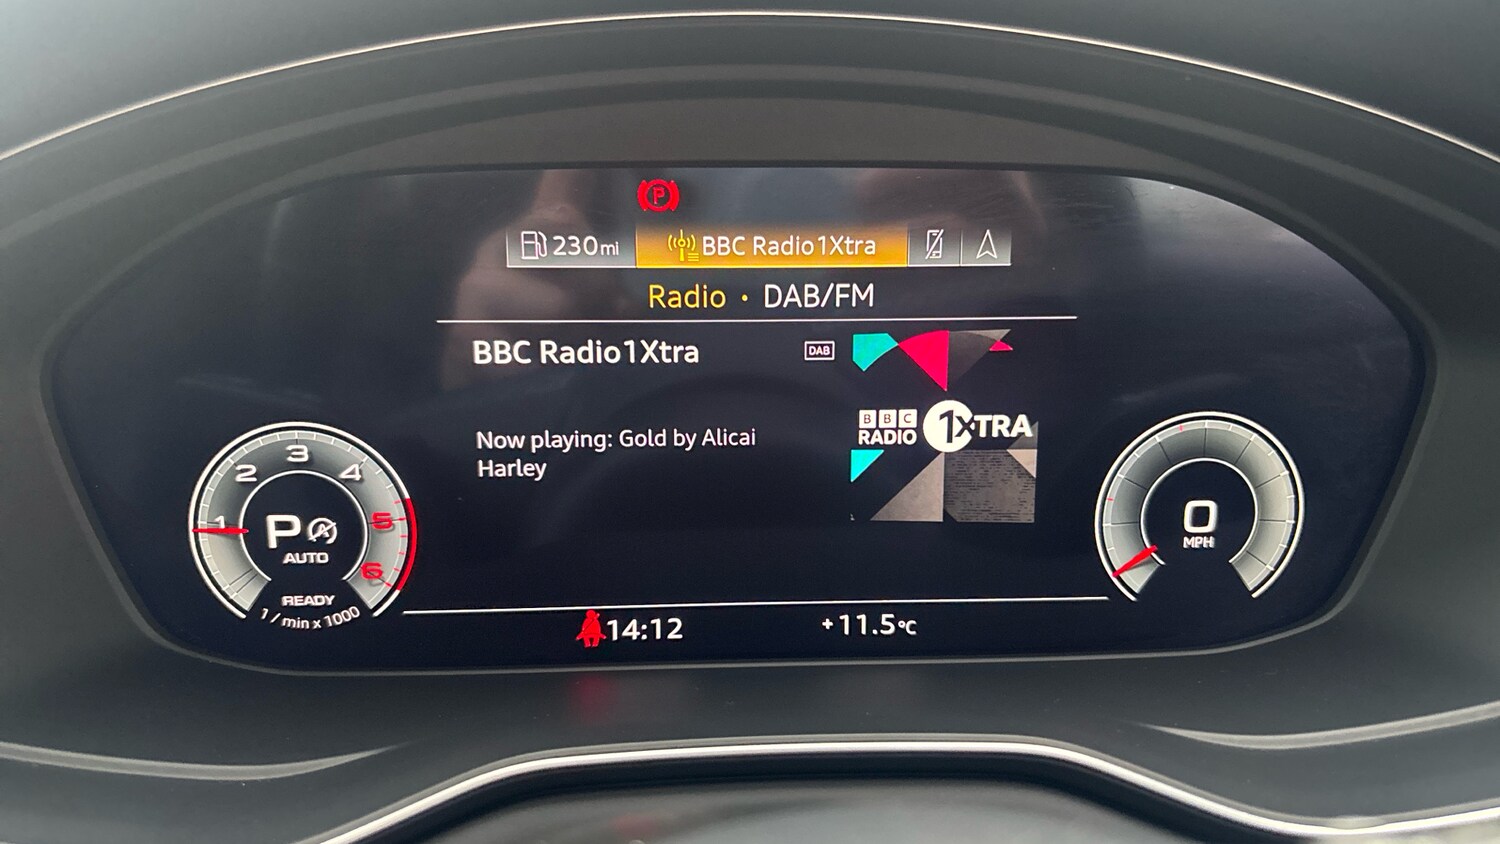 P
230mi
BBC Radio1Xtra
Radio · DAB/FM
BBC Radio1Xtra
DAB
Now playing: Gold by Alicai
Harley
BBC
RADIO
1XTRA
1
2
3
4
5
6
P A
AUTO
READY
1 / min x 1000
0
MPH
14:12
+11.5°C